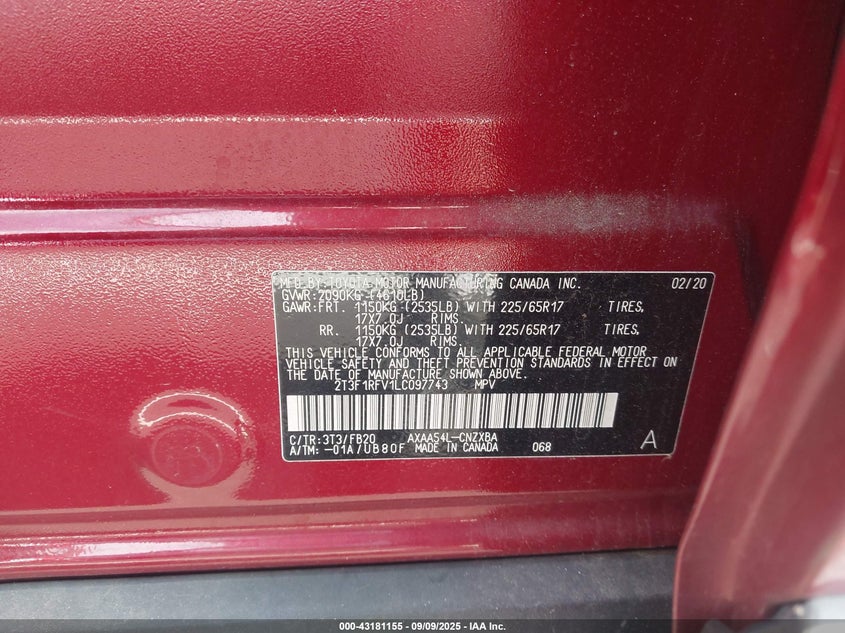 MFD BY: TOYOTA MOTOR MANUFACTURING CANADA INC. 02/20
GVWR: 2090KG (4610LB)
GAWR: FRT. 1150KG (2535LB) WITH 225/65R17 TIRES,
17X7.0J RIMS.
RR. 1150KG (2535LB) WITH 225/65R17 TIRES,
17X7.0J RIMS.
THIS VEHICLE CONFORMS TO ALL APPLICABLE FEDERAL MOTOR
VEHICLE SAFETY AND THEFT PREVENTION STANDARDS IN EFFECT ON
THE DATE OF MANUFACTURE SHOWN ABOVE.
2T3F1RFV1LC097743 MPV
C/TR: 3T3/FB20 AXAA54L-CNZXBA
A/TM: -01A/UB80F MADE IN CANADA 068 A
000-43181155 - 09/09/2025 - IAA Inc.